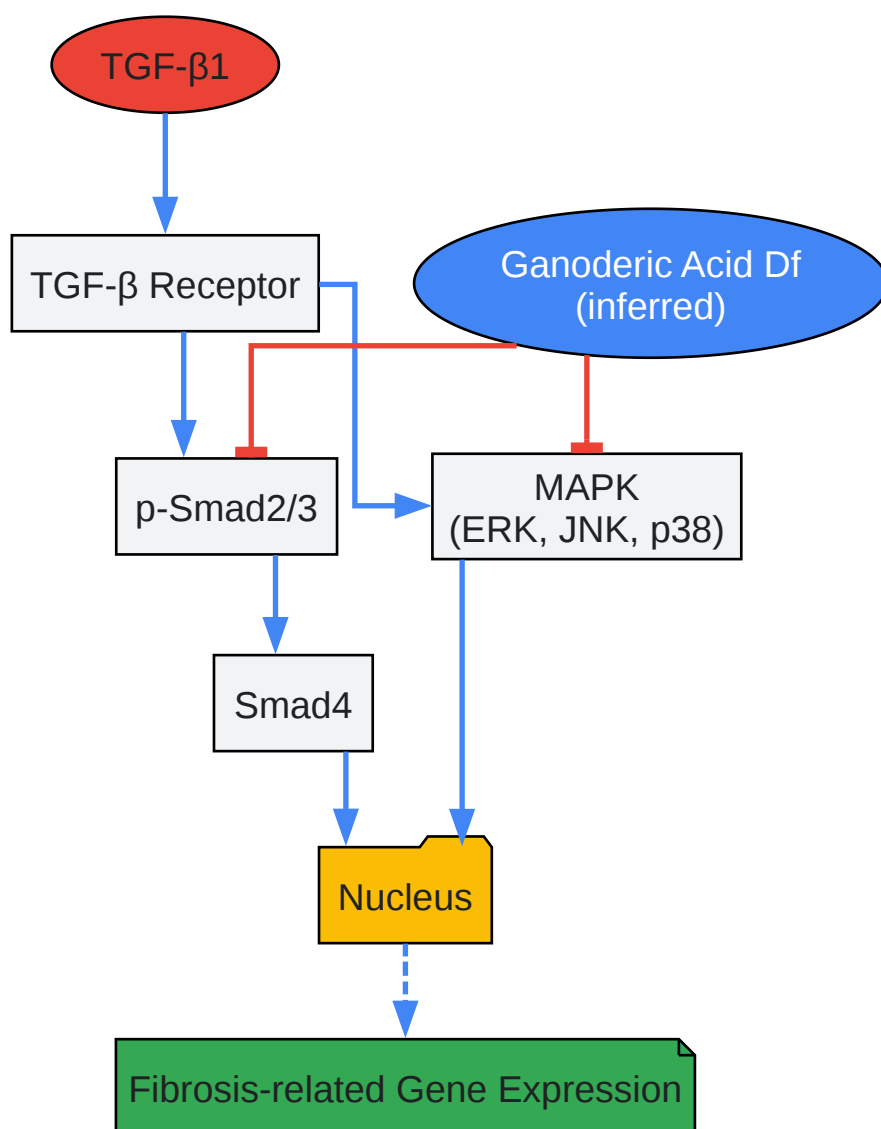 TGF-β1
TGF-β Receptor
Ganoderic Acid Df
(inferred)
p-Smad2/3
MAPK
(ERK, JNK, p38)
Smad4
Nucleus
Fibrosis-related Gene Expression